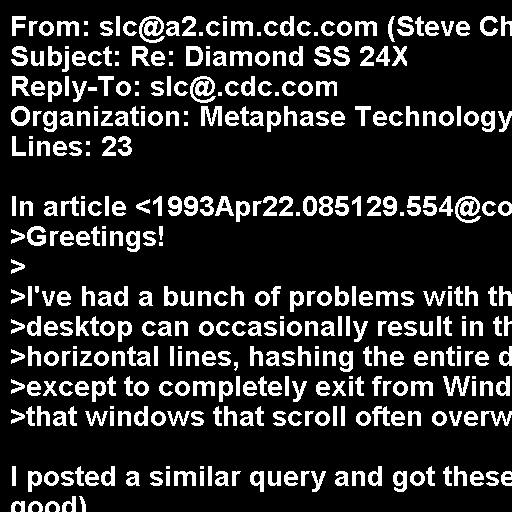 From: slc@a2.cim.cdc.com (Steve Ch
Subject: Re: Diamond SS 24X
Reply-To: slc@.cdc.com
Organization: Metaphase Technology
Lines: 23

In article <1993Apr22.085129.554@co
>Greetings!
>
>I've had a bunch of problems with th
>desktop can occasionally result in th
>horizontal lines, hashing the entire d
>except to completely exit from Wind
>that windows that scroll often overw

I posted a similar query and got these
good)